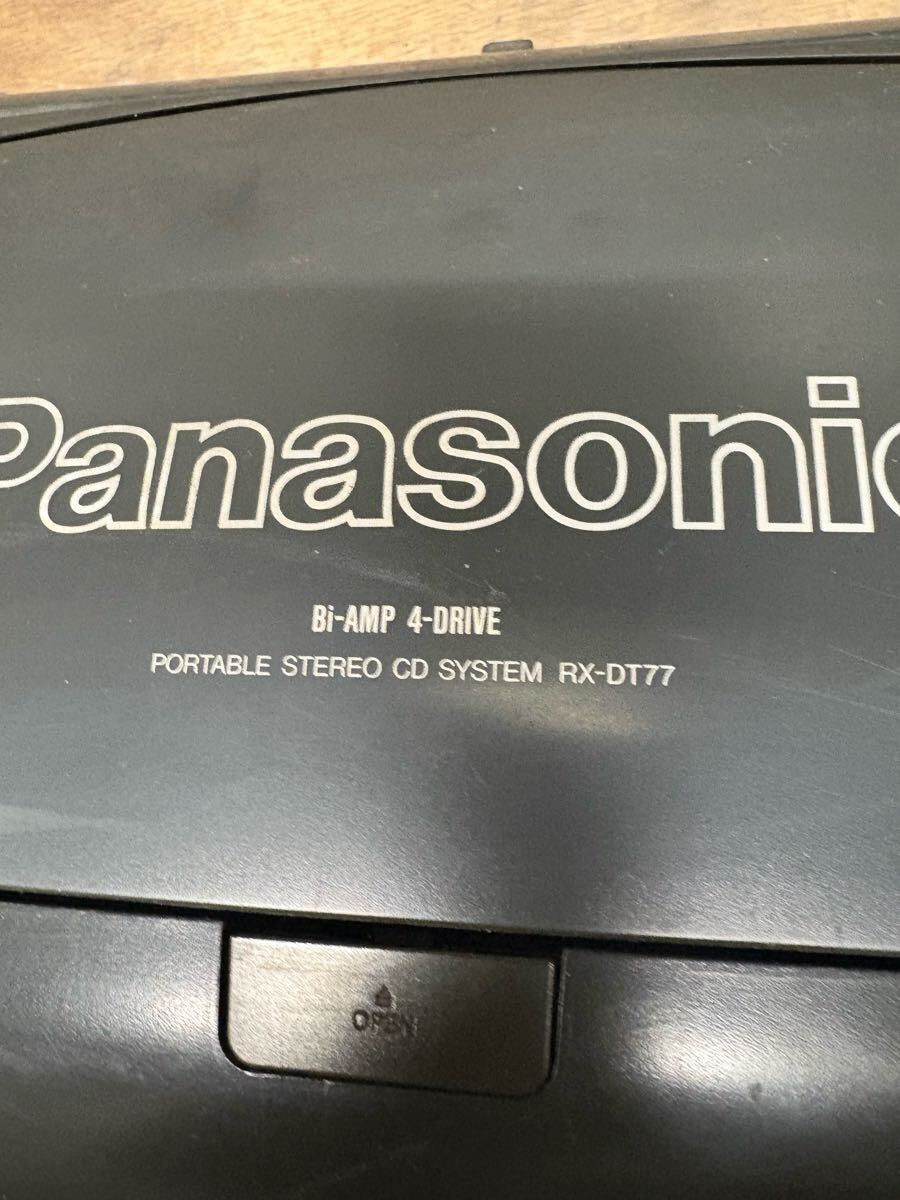 Panasonic
Bi-AMP 4-DRIVE
PORTABLE STEREO CD SYSTEM RX-DT77
OPEN